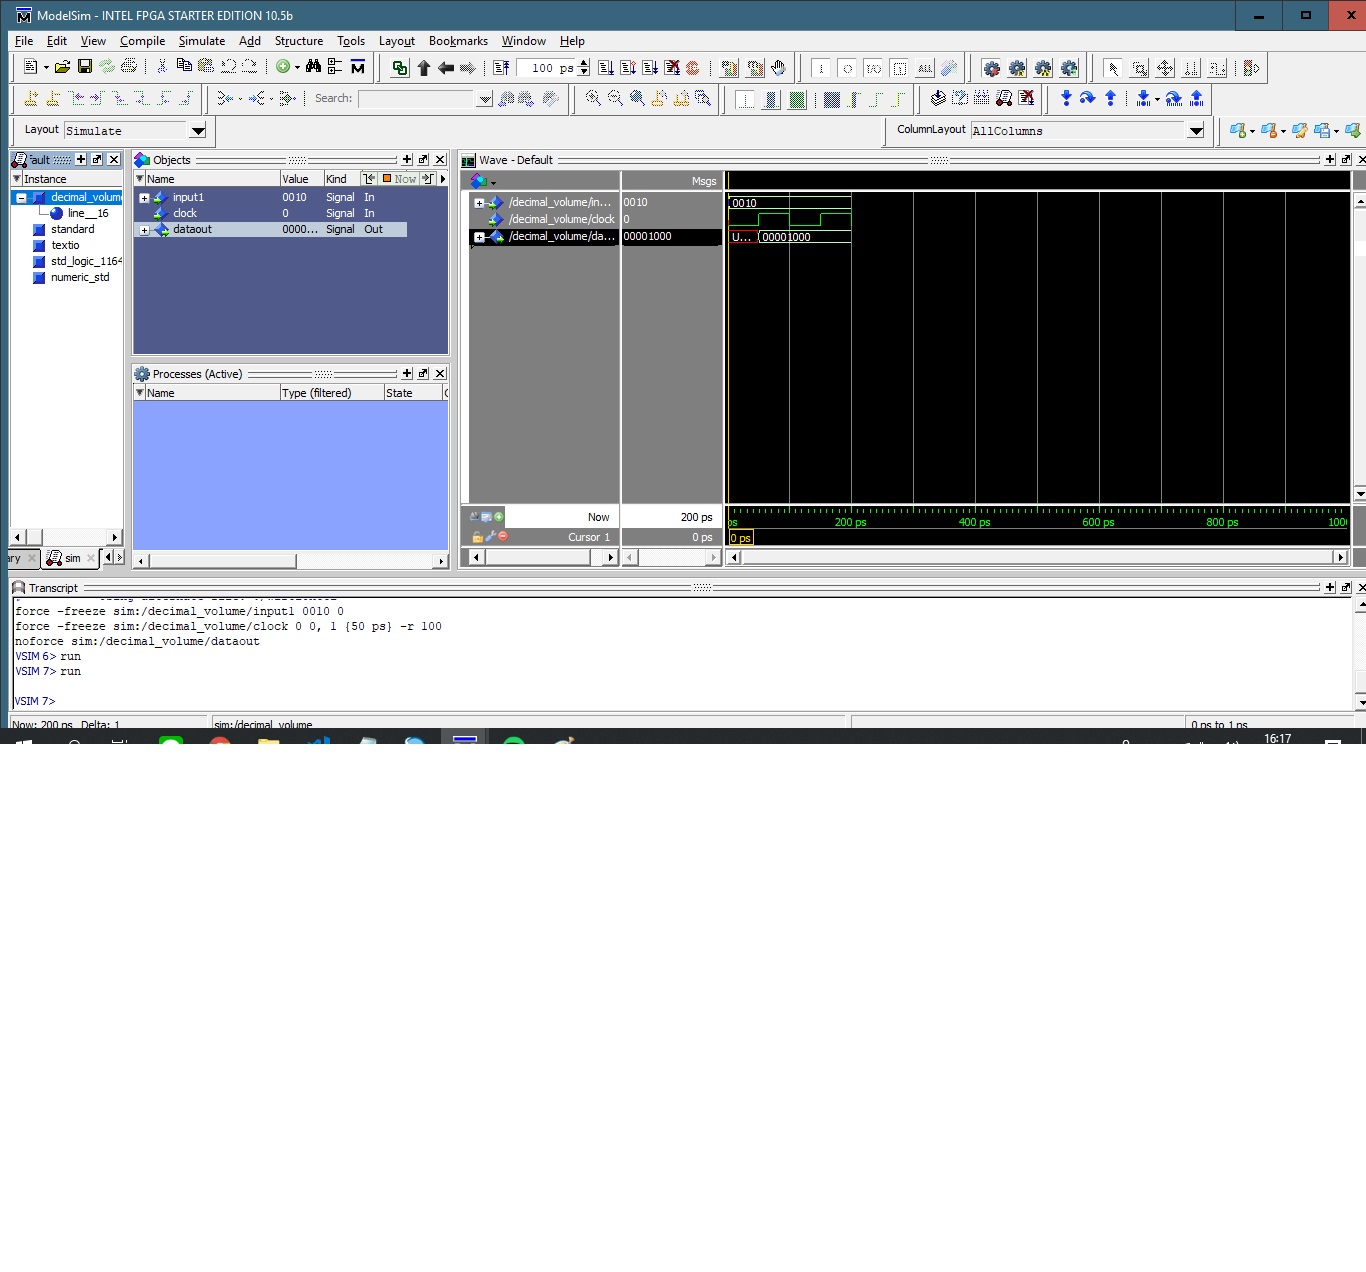 ModelSim - INTEL FPGA STARTER EDITION 10.5b
File Edit View Compile Simulate Add Structure Tools Layout Bookmarks Window Help
100 ps
Search:
Layout Simulate
ColumnLayout AllColumns
ault
Instance
decimal_volume
line__16
standard
textio
std_logic_1164
numeric_std
ary
sim
Objects
Name Value Kind Now
input1 0010 Signal In
clock 0 Signal In
dataout 0000... Signal Out
Processes (Active)
Name Type (filtered) State
Wave - Default
Msgs
/decimal_volume/in... 0010 0010
/decimal_volume/clock 0
/decimal_volume/da... 00001000 U... 00001000
Now 200 ps ps 200 ps 400 ps 600 ps 800 ps 1000
Cursor 1 0 ps 0 ps
Transcript
force -freeze sim:/decimal_volume/input1 0010 0
force -freeze sim:/decimal_volume/clock 0 0, 1 {50 ps} -r 100
noforce sim:/decimal_volume/dataout
VSIM 6> run
VSIM 7> run
VSIM 7>
Now: 200 ps Delta: 1 sim:/decimal_volume 0 ps to 1 ns
16:17